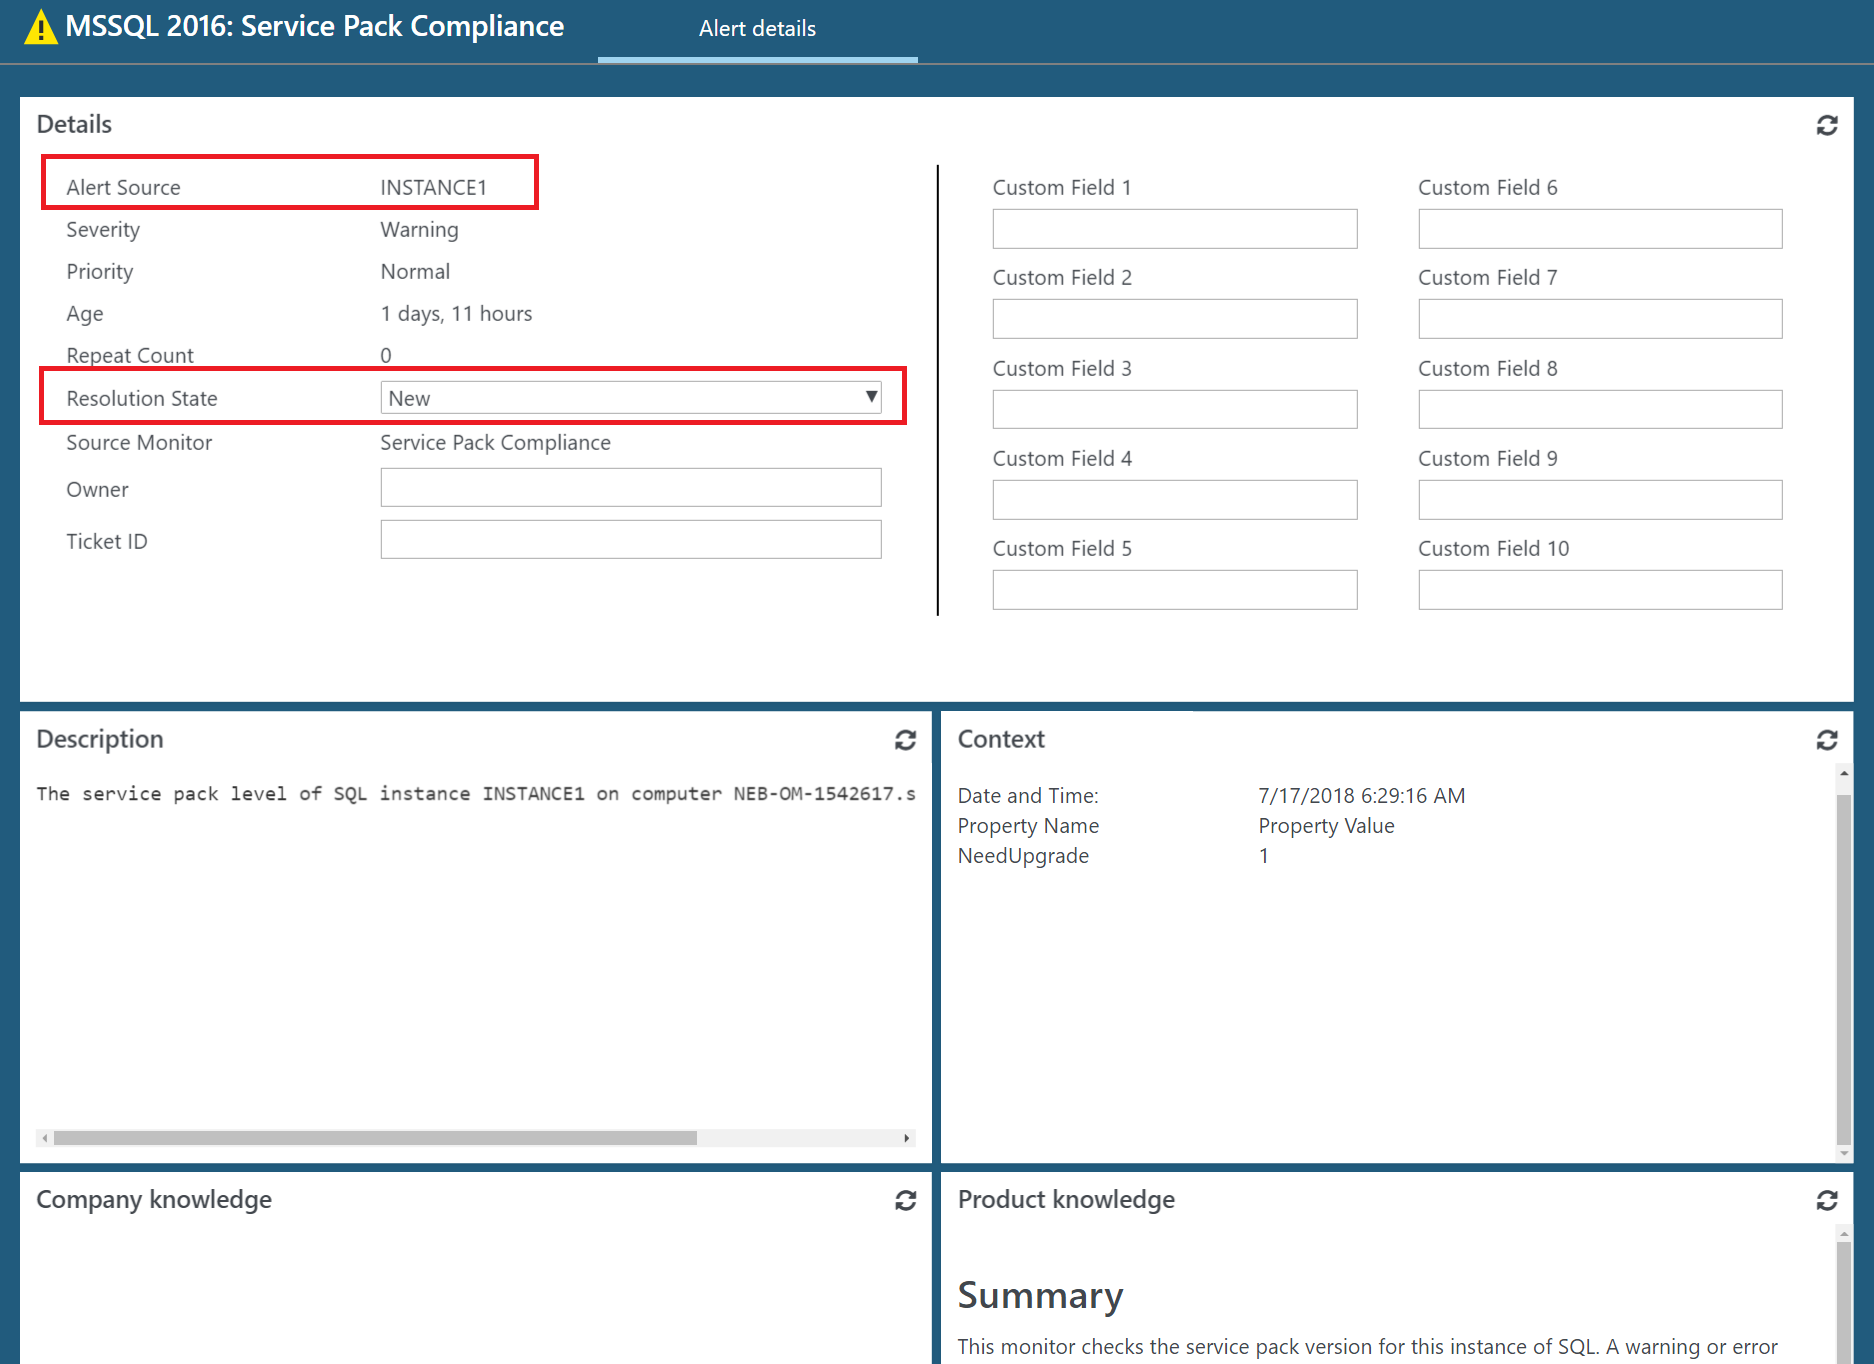 MSSQL 2016: Service Pack Compliance
Alert details
Details
Alert Source INSTANCE1
Severity Warning
Priority Normal
Age 1 days, 11 hours
Repeat Count 0
Resolution State New
Source Monitor Service Pack Compliance
Owner
Ticket ID
Custom Field 1
Custom Field 2
Custom Field 3
Custom Field 4
Custom Field 5
Custom Field 6
Custom Field 7
Custom Field 8
Custom Field 9
Custom Field 10
Description
The service pack level of SQL instance INSTANCE1 on computer NEB-OM-1542617.s
Context
Date and Time: 7/17/2018 6:29:16 AM
Property Name Property Value
NeedUpgrade 1
Company knowledge
Product knowledge
Summary
This monitor checks the service pack version for this instance of SQL. A warning or error